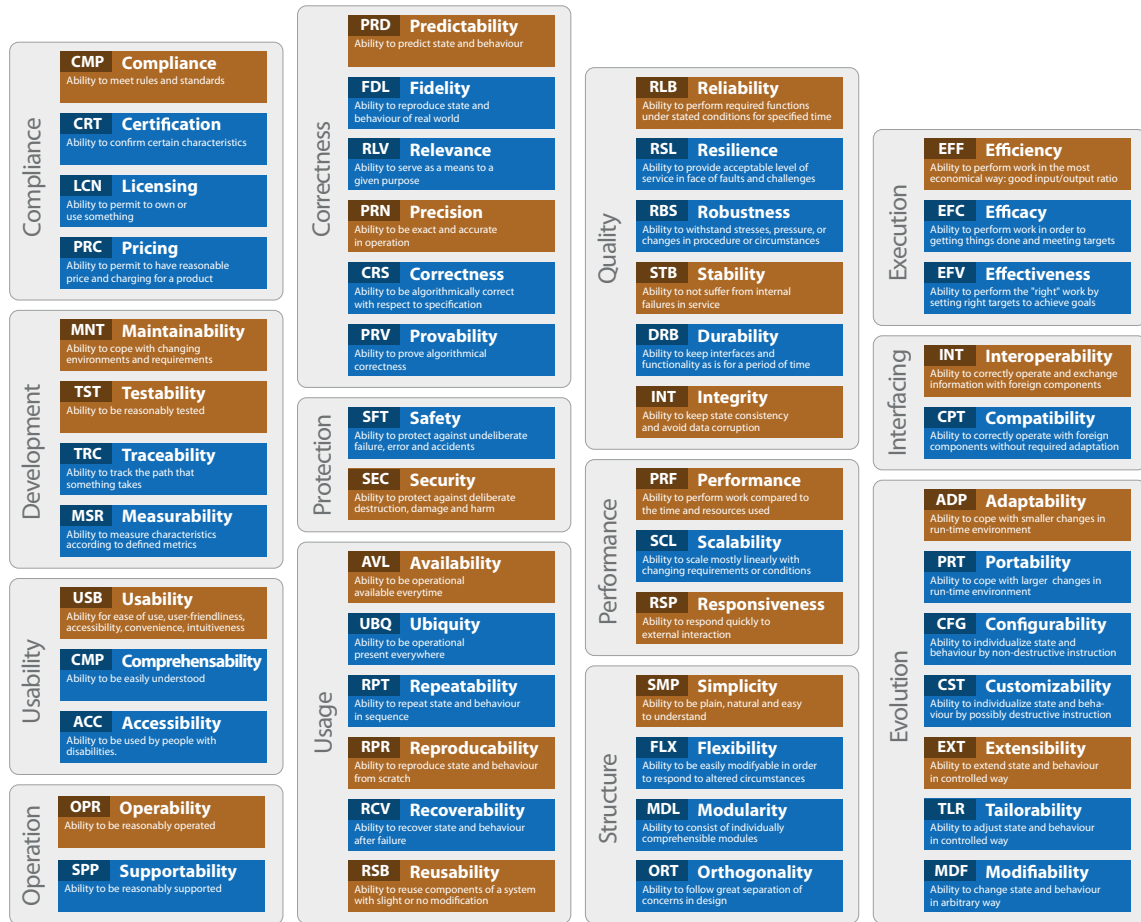 Compliance
CMP Compliance
Ability to meet rules and standards
CRT Certification
Ability to confirm certain characteristics
LCN Licensing
Ability to permit to own or
use something
PRC Pricing
Ability to permit to have reasonable
price and charging for a product
Development
MNT Maintainability
Ability to cope with changing
environments and requirements
TST Testability
Ability to be reasonably tested
TRC Traceability
Ability to track the path that
something takes
MSR Measurability
Ability to measure characteristics
according to defined metrics
Usability
USB Usability
Ability for ease of use, user-friendliness,
accessibility, convenience, intuitiveness
CMP Comprehensability
Ability to be easily understood
ACC Accessibility
Ability to be used by people with
disabilities.
Operation
OPR Operability
Ability to be reasonably operated
SPP Supportability
Ability to be reasonably supported
Correctness
PRD Predictability
Ability to predict state and behaviour
FDL Fidelity
Ability to reproduce state and
behaviour of real world
RLV Relevance
Ability to serve as a means to a
given purpose
PRN Precision
Ability to be exact and accurate
in operation
CRS Correctness
Ability to be algorithmically correct
with respect to specification
PRV Provability
Ability to prove algorithmical
correctness
Protection
SFT Safety
Ability to protect against undeliberate
failure, error and accidents
SEC Security
Ability to protect against deliberate
destruction, damage and harm
Usage
AVL Availability
Ability to be operational
available everytime
UBQ Ubiquity
Ability to be operational
present everywhere
RPT Repeatability
Ability to repeat state and behaviour
in sequence
RPR Reproducability
Ability to reproduce state and behaviour
from scratch
RCV Recoverability
Ability to recover state and behaviour
after failure
RSB Reusability
Ability to reuse components of a system
with slight or no modification
Quality
RLB Reliability
Ability to perform required functions
under stated conditions for specified time
RSL Resilience
Ability to provide acceptable level of
service in face of faults and challenges
RBS Robustness
Ability to withstand stresses, pressure, or
changes in procedure or circumstances
STB Stability
Ability to not suffer from internal
failures in service
DRB Durability
Ability to keep interfaces and
functionality as is for a period of time
INT Integrity
Ability to keep state consistency
and avoid data corruption
Performance
PRF Performance
Ability to perform work compared to
the time and resources used
SCL Scalability
Ability to scale mostly linearly with
changing requirements or conditions
RSP Responsiveness
Ability to respond quickly to
external interaction
Structure
SMP Simplicity
Ability to be plain, natural and easy
to understand
FLX Flexibility
Ability to be easily modifyable in order
to respond to altered circumstances
MDL Modularity
Ability to consist of individually
comprehensible modules
ORT Orthogonality
Ability to follow great separation of
concerns in design
Execution
EFF Efficiency
Ability to perform work in the most
economical way: good input/output ratio
EFC Efficacy
Ability to perform work in order to
getting things done and meeting targets
EFV Effectiveness
Ability to perform the "right" work by
setting right targets to achieve goals
Interfacing
INT Interoperability
Ability to correctly operate and exchange
information with foreign components
CPT Compatibility
Ability to correctly operate with foreign
components without required adaptation
Evolution
ADP Adaptability
Ability to cope with smaller changes in
run-time environment
PRT Portability
Ability to cope with larger changes in
run-time environment
CFG Configurability
Ability to individualize state and
behaviour by non-destructive instruction
CST Customizability
Ability to individualize state and beha-
viour by possibly destructive instruction
EXT Extensibility
Ability to extend state and behaviour
in controlled way
TLR Tailorability
Ability to adjust state and behaviour
in controlled way
MDF Modifiability
Ability to change state and behaviour
in arbitrary way